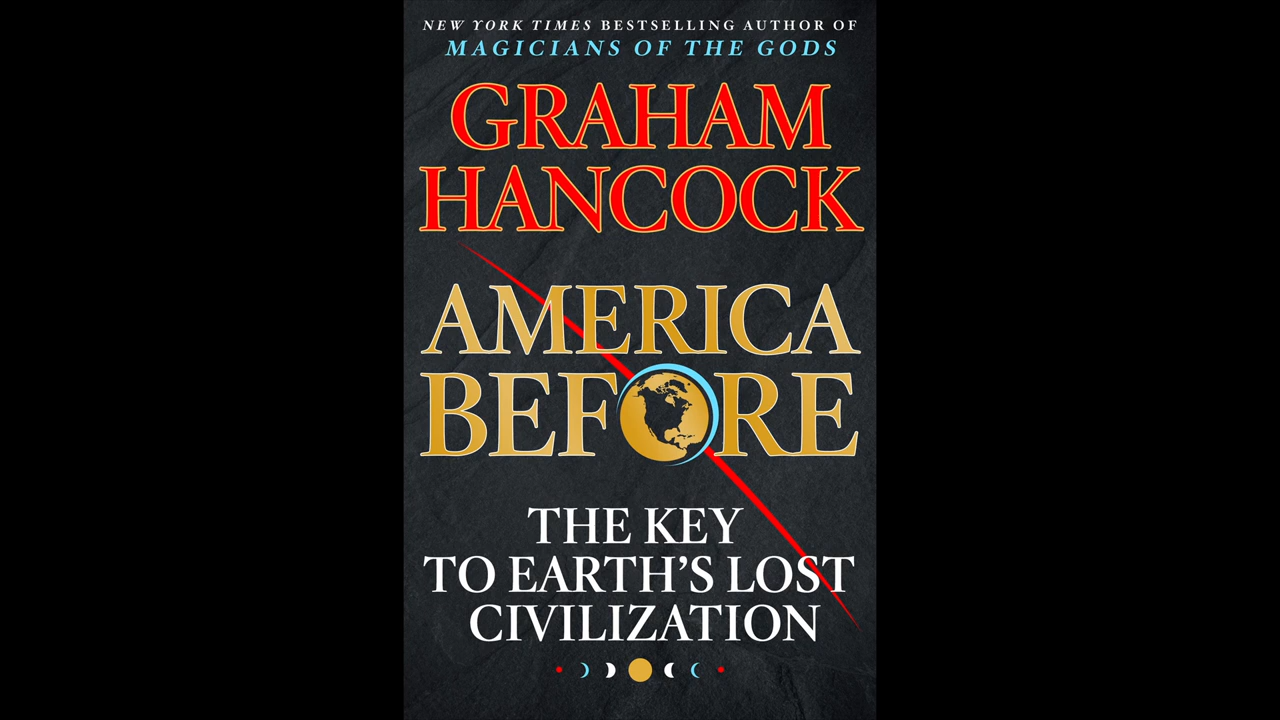 NEW YORK TIMES BESTSELLING AUTHOR OF
MAGICIANS OF THE GODS
GRAHAM
HANCOCK
AMERICA
BEFORE
THE KEY
TO EARTH'S LOST
CIVILIZATION